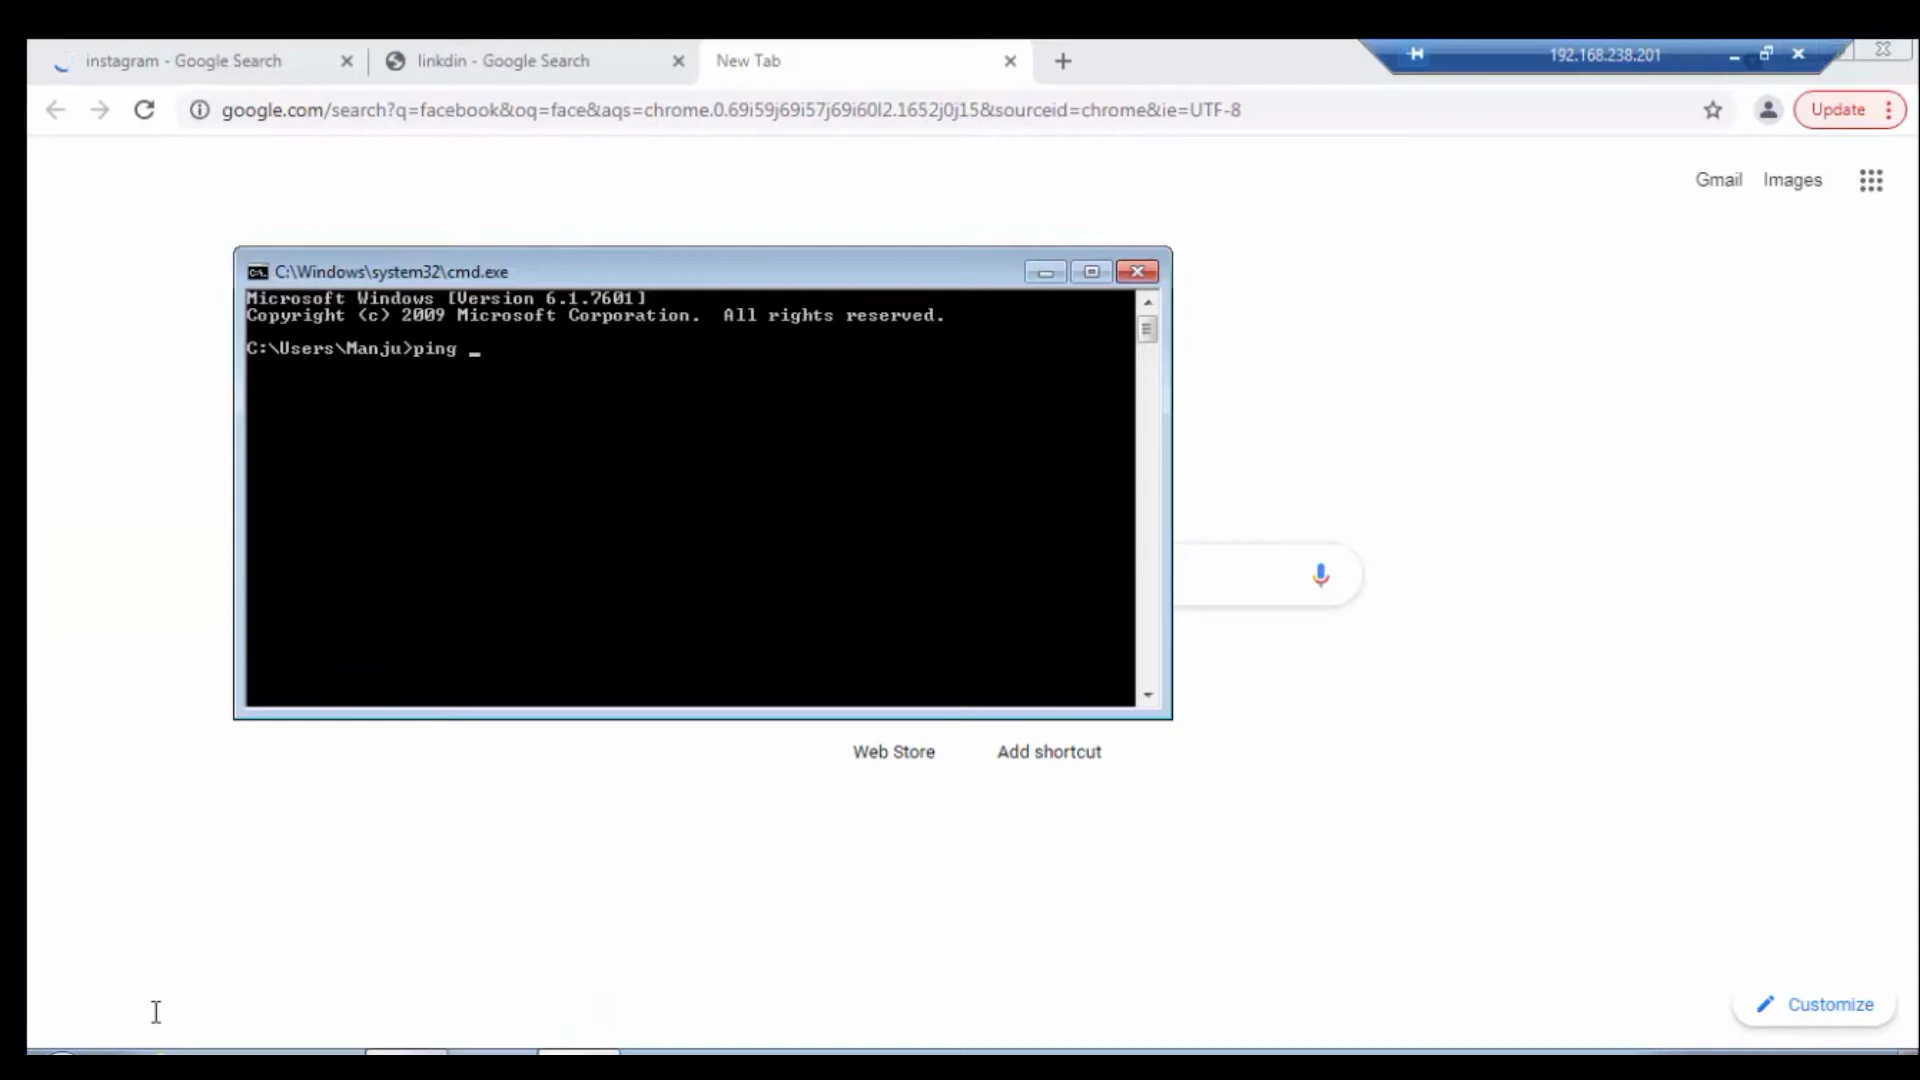 instagram - Google Search
linkdin - Google Search
New Tab
192.168.238.201
google.com/search?q=facebook&oq=face&aqs=chrome.0.69i59j69i57j69i60l2.1652j0j15&sourceid=chrome&ie=UTF-8
Update
Gmail Images
C:\Windows\system32\cmd.exe
Microsoft Windows [Version 6.1.7601]
Copyright (c) 2009 Microsoft Corporation. All rights reserved.
C:\Users\Manju>ping _
Web Store
Add shortcut
Customize